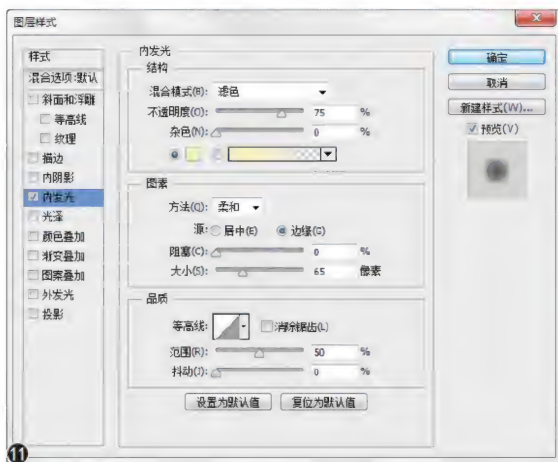 图层样式
样式
混合选项:默认
斜面和浮雕
等高线
纹理
描边
内阴影
内发光
光泽
颜色叠加
渐变叠加
图案叠加
外发光
投影
内发光
结构
混合模式(B): 滤色
不透明度(O): 75 %
杂色(N): 0 %
图素
方法(Q): 柔和
源: 居中(E) 边缘(G)
阻塞(C): 0 %
大小(S): 65 像素
品质
等高线: 消除锯齿(L)
范围(R): 50 %
抖动(J): 0 %
设置为默认值 复位为默认值
确定
取消
新建样式(W)...
预览(V)
11